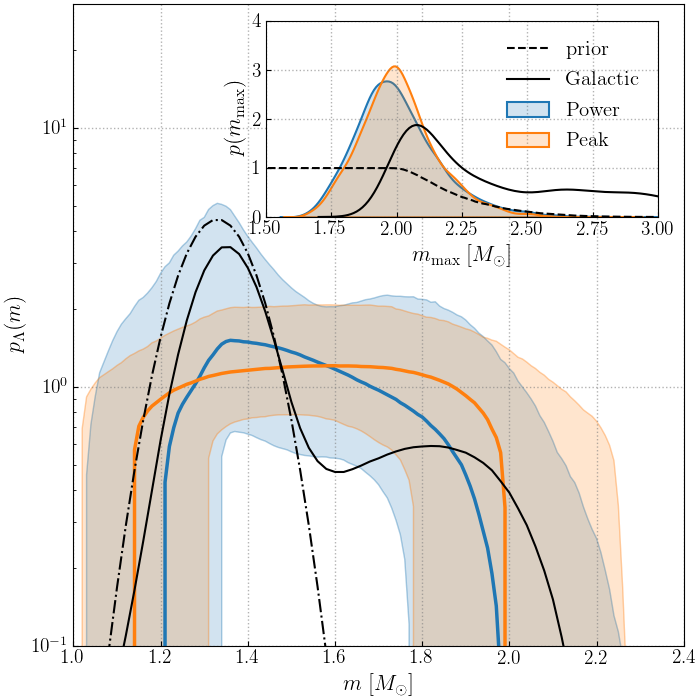 4
3
2
1
0
p(m_max)
prior
Galactic
Power
Peak
1.50 1.75 2.00 2.25 2.50 2.75 3.00
m_max [M_⊙]
10^1
10^0
10^−1
p_Λ(m)
1.0 1.2 1.4 1.6 1.8 2.0 2.2 2.4
m [M_⊙]